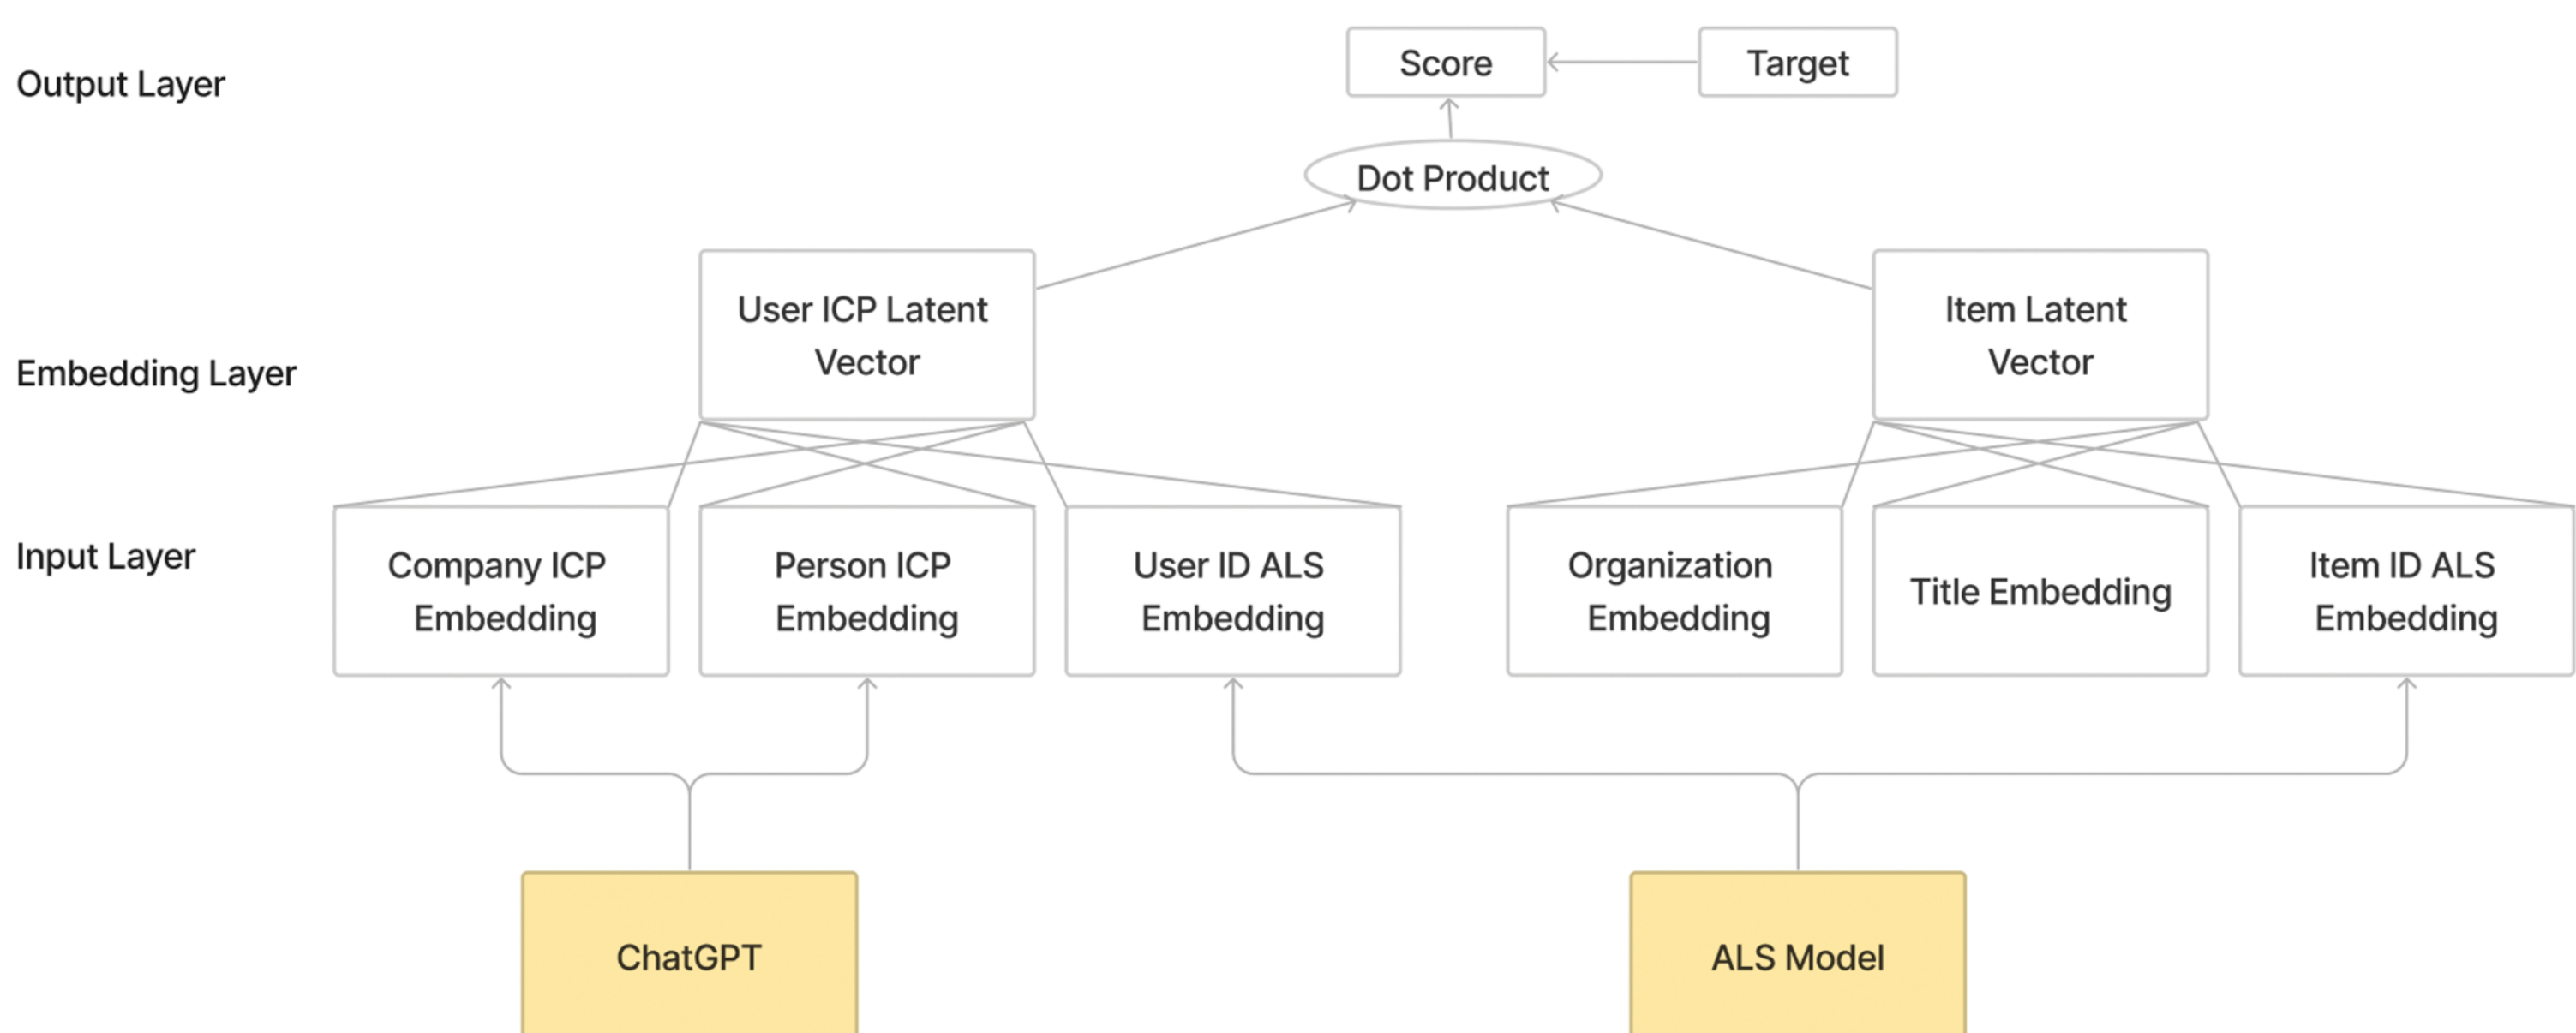 Output Layer
Score
Target
Dot Product
Embedding Layer
User ICP Latent
Vector
Item Latent
Vector
Input Layer
Company ICP
Embedding
Person ICP
Embedding
User ID ALS
Embedding
Organization
Embedding
Title Embedding
Item ID ALS
Embedding
ChatGPT
ALS Model